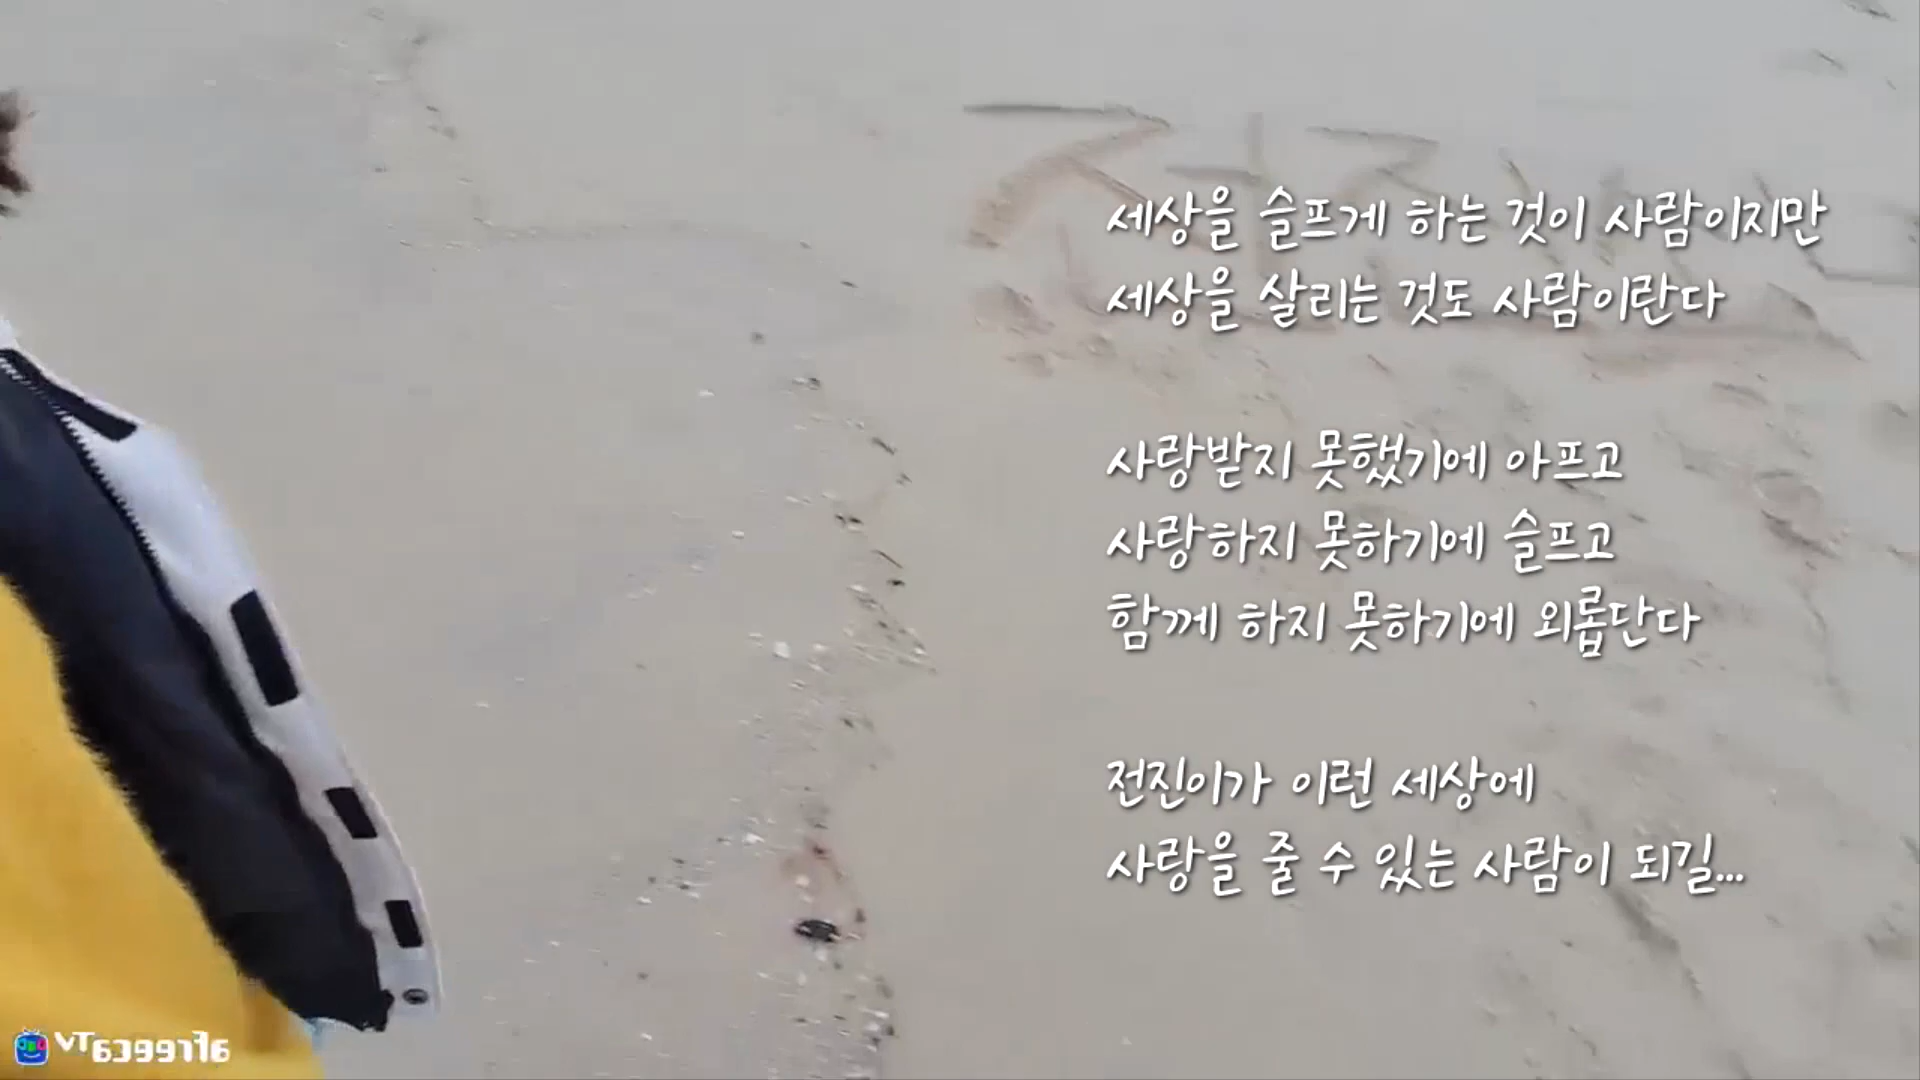 세상을 슬프게 하는 것이 사람이지만
세상을 살리는 것도 사람이란다
사랑받지 못했기에 아프고
사랑하지 못하기에 슬프고
함께 하지 못하기에 외롭단다
전진이가 이런 세상에
사랑을 줄 수 있는 사람이 되길...
afreecaTV